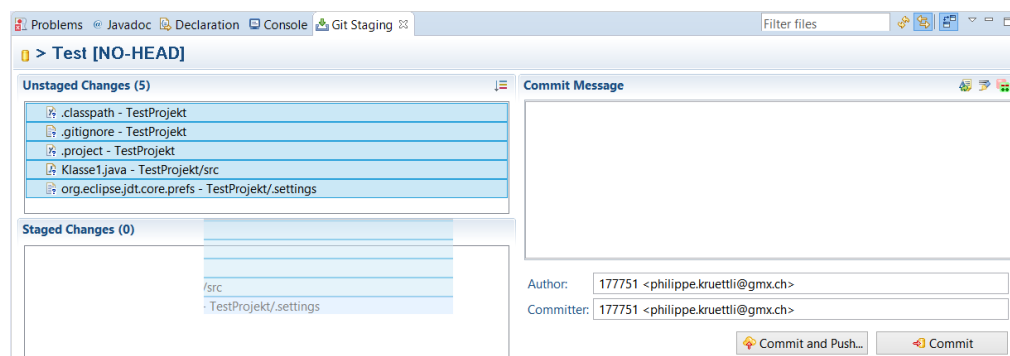 Problems @ Javadoc Declaration Console Git Staging
Filter files
> Test [NO-HEAD]
Unstaged Changes (5)
.classpath - TestProjekt
.gitignore - TestProjekt
.project - TestProjekt
Klasse1.java - TestProjekt/src
org.eclipse.jdt.core.prefs - TestProjekt/.settings
Staged Changes (0)
/src
- TestProjekt/.settings
Commit Message
Author: 177751 <philippe.kruettli@gmx.ch>
Committer: 177751 <philippe.kruettli@gmx.ch>
Commit and Push... Commit